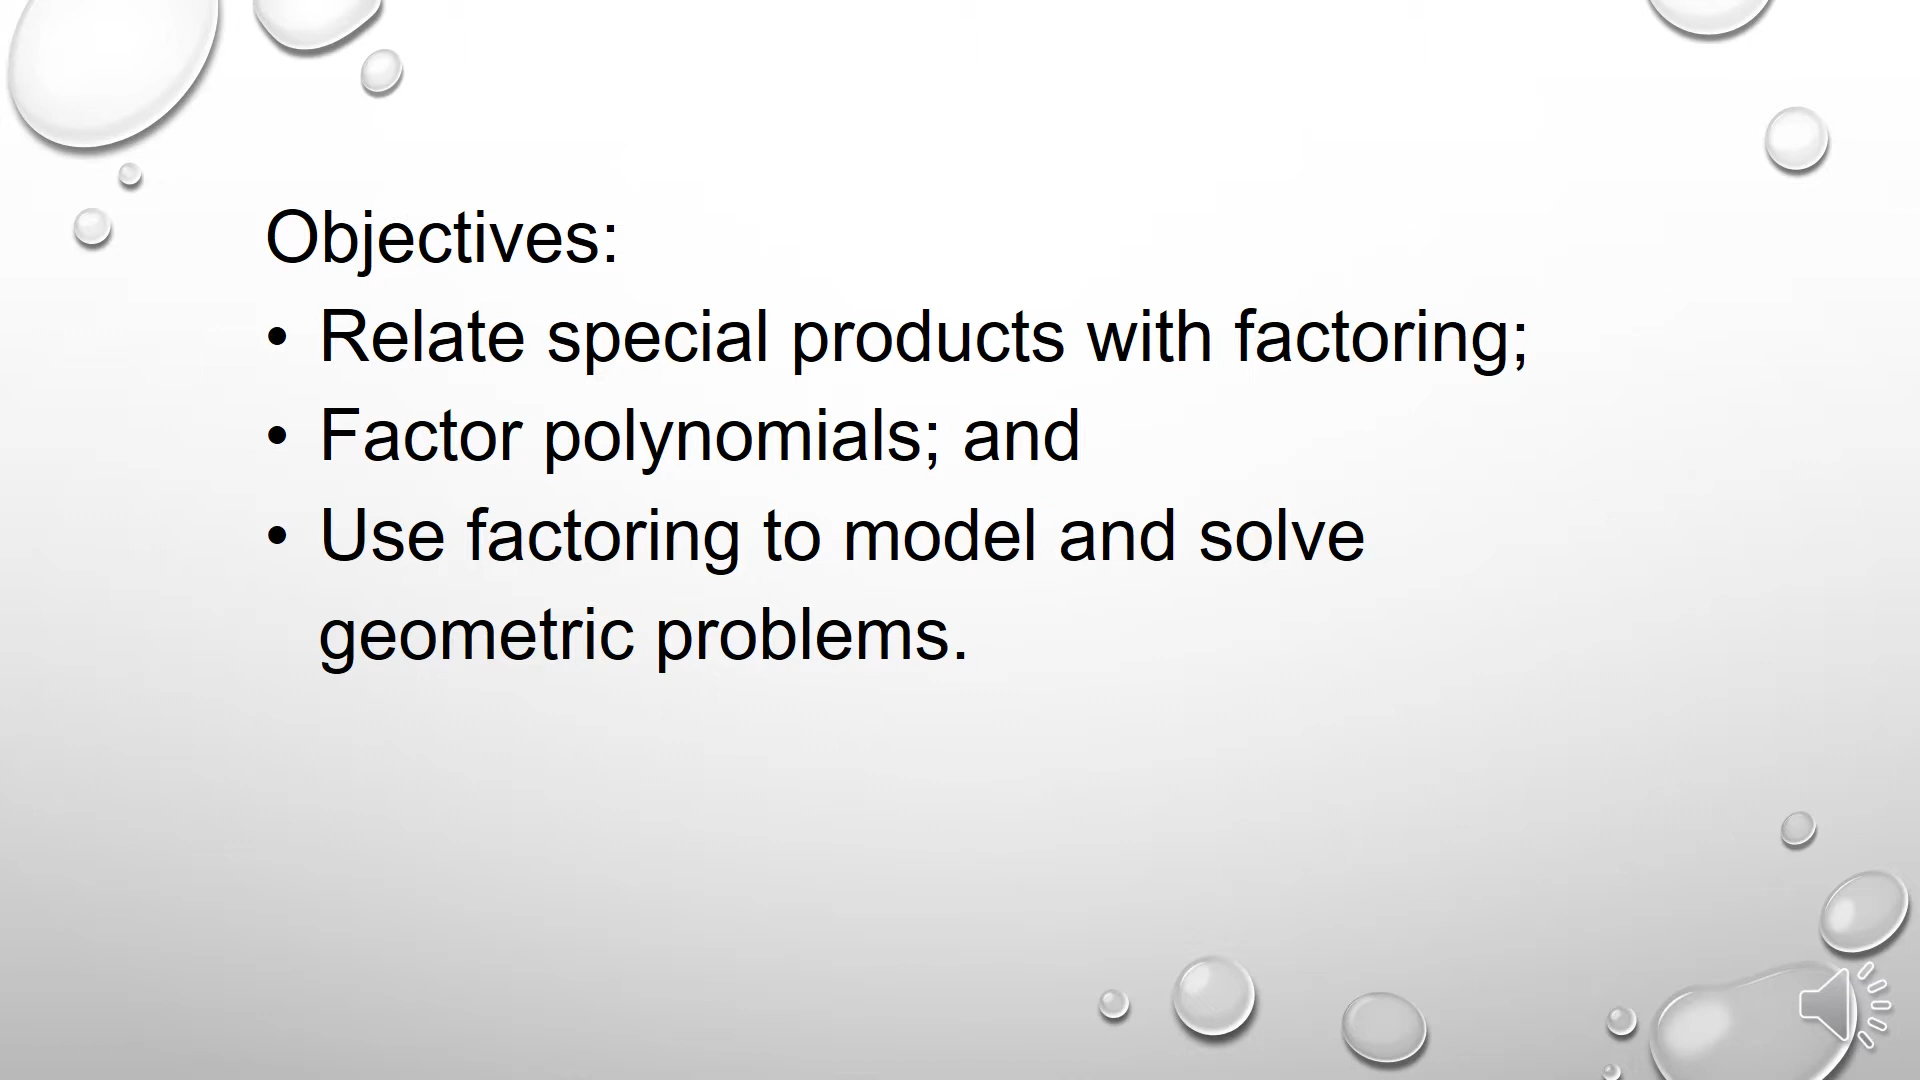 Objectives:
• Relate special products with factoring;
• Factor polynomials; and
• Use factoring to model and solve
geometric problems.